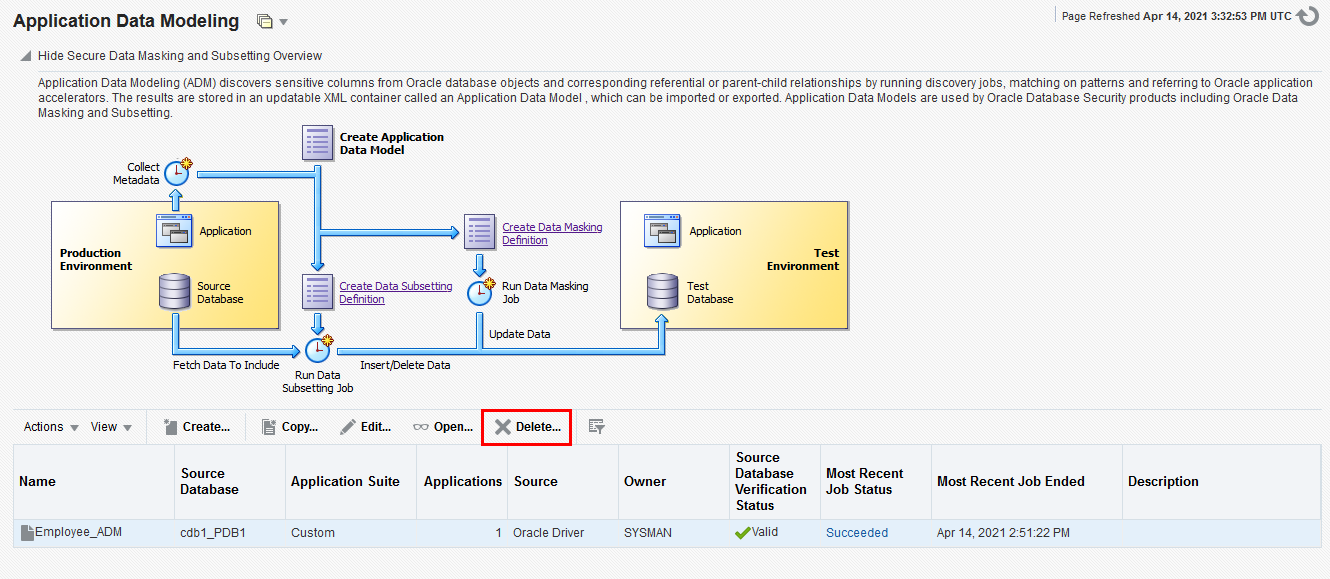 Application Data Modeling
Page Refreshed Apr 14, 2021 3:32:53 PM UTC
Hide Secure Data Masking and Subsetting Overview
Application Data Modeling (ADM) discovers sensitive columns from Oracle database objects and corresponding referential or parent-child relationships by running discovery jobs, matching on patterns and referring to Oracle application
accelerators. The results are stored in an updatable XML container called an Application Data Model , which can be imported or exported. Application Data Models are used by Oracle Database Security products including Oracle Data
Masking and Subsetting.
Create Application
Data Model
Collect
Metadata
Production
Environment
Application
Source
Database
Create Data Masking
Definition
Create Data Subsetting
Definition
Run Data Masking
Job
Application
Test
Environment
Test
Database
Update Data
Fetch Data To Include
Run Data
Subsetting Job
Insert/Delete Data
Actions View Create... Copy... Edit... Open... Delete...
Name
Source
Database
Application Suite
Applications
Source
Owner
Source
Database
Verification
Status
Most Recent
Job Status
Most Recent Job Ended
Description
Employee_ADM cdb1_PDB1 Custom 1 Oracle Driver SYSMAN Valid Succeeded Apr 14, 2021 2:51:22 PM